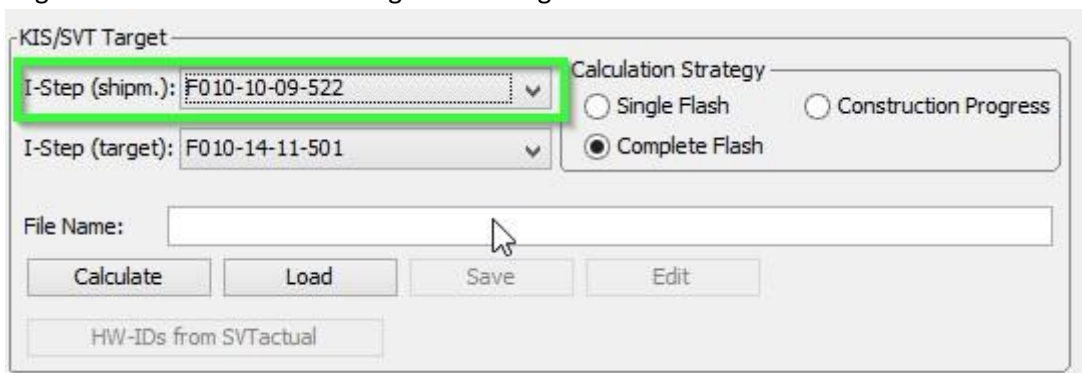 KIS/SVT Target
I-Step (shipm.): F010-10-09-522
Calculation Strategy
Single Flash Construction Progress
I-Step (target): F010-14-11-501
Complete Flash
File Name:
Calculate Load Save Edit
HW-IDs from SVTactual